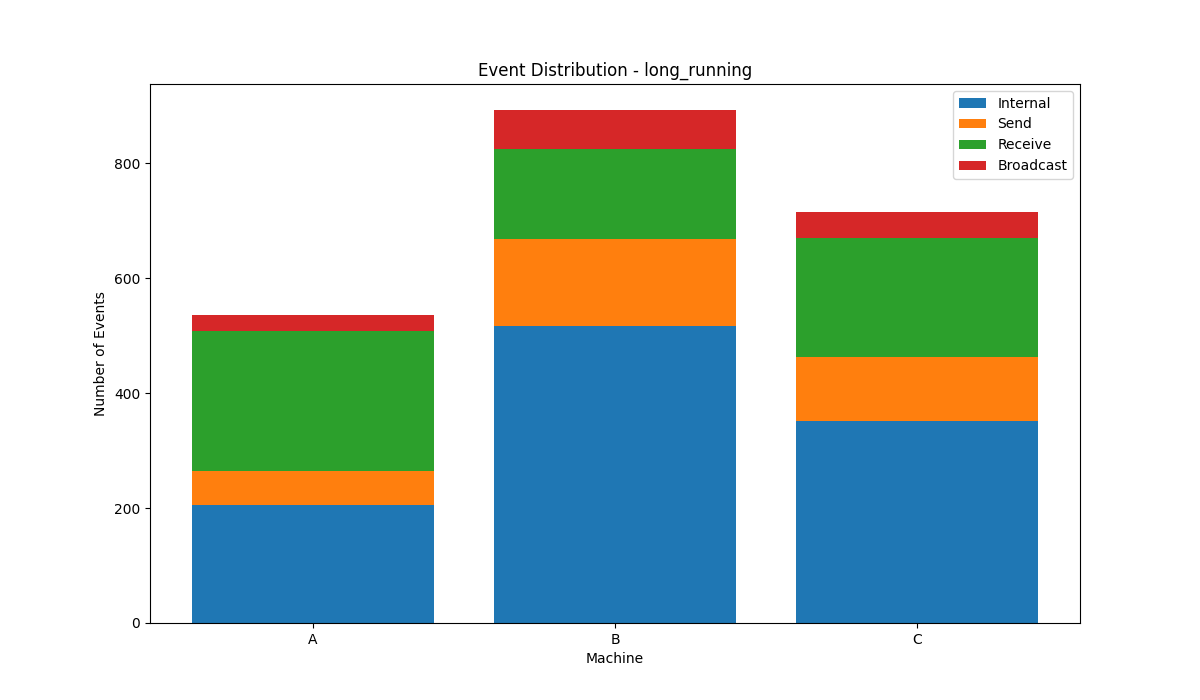 Event Distribution - long_running
Internal
Send
Receive
Broadcast
800
600
400
200
0
Number of Events
A B C
Machine